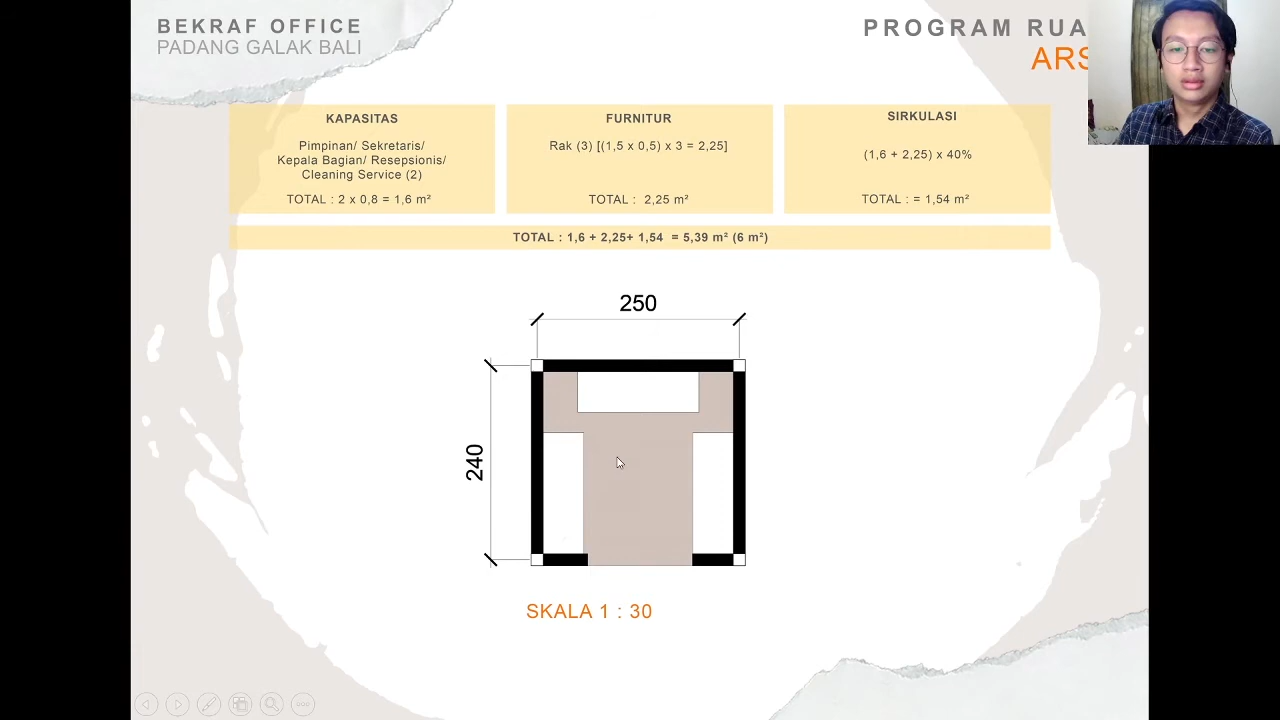 BEKRAF OFFICE
PADANG GALAK BALI
PROGRAM
KAPASITAS
Pimpinan/ Sekretaris/
Kepala Bagian/ Resepsionis/
Cleaning Service (2)
TOTAL : 2 x 0,8 = 1,6 m²
FURNITUR
Rak (3) [(1,5 x 0,5) x 3 = 2,25]
TOTAL : 2,25 m²
SIRKULASI
(1,6 + 2,25) x 40%
TOTAL : = 1,54 m²
TOTAL : 1,6 + 2,25+ 1,54 = 5,39 m² (6 m²)
250
240
SKALA 1 : 30